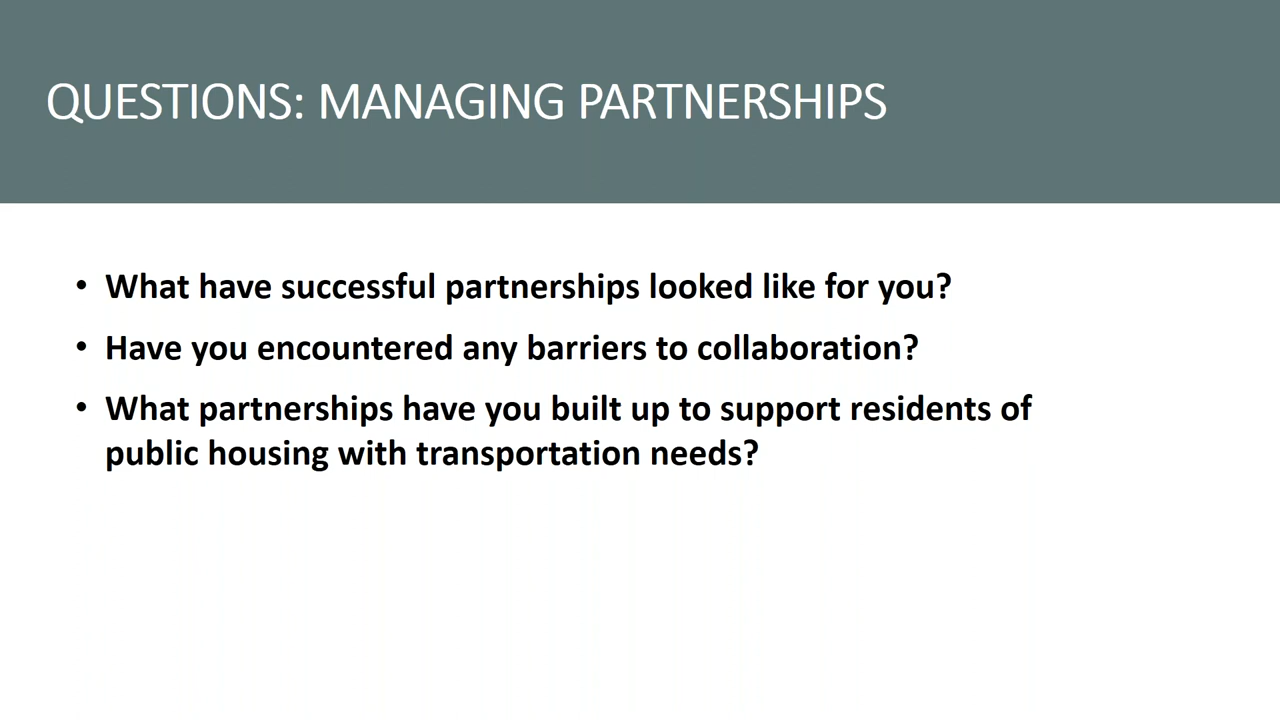 QUESTIONS: MANAGING PARTNERSHIPS
• What have successful partnerships looked like for you?
• Have you encountered any barriers to collaboration?
• What partnerships have you built up to support residents of
public housing with transportation needs?